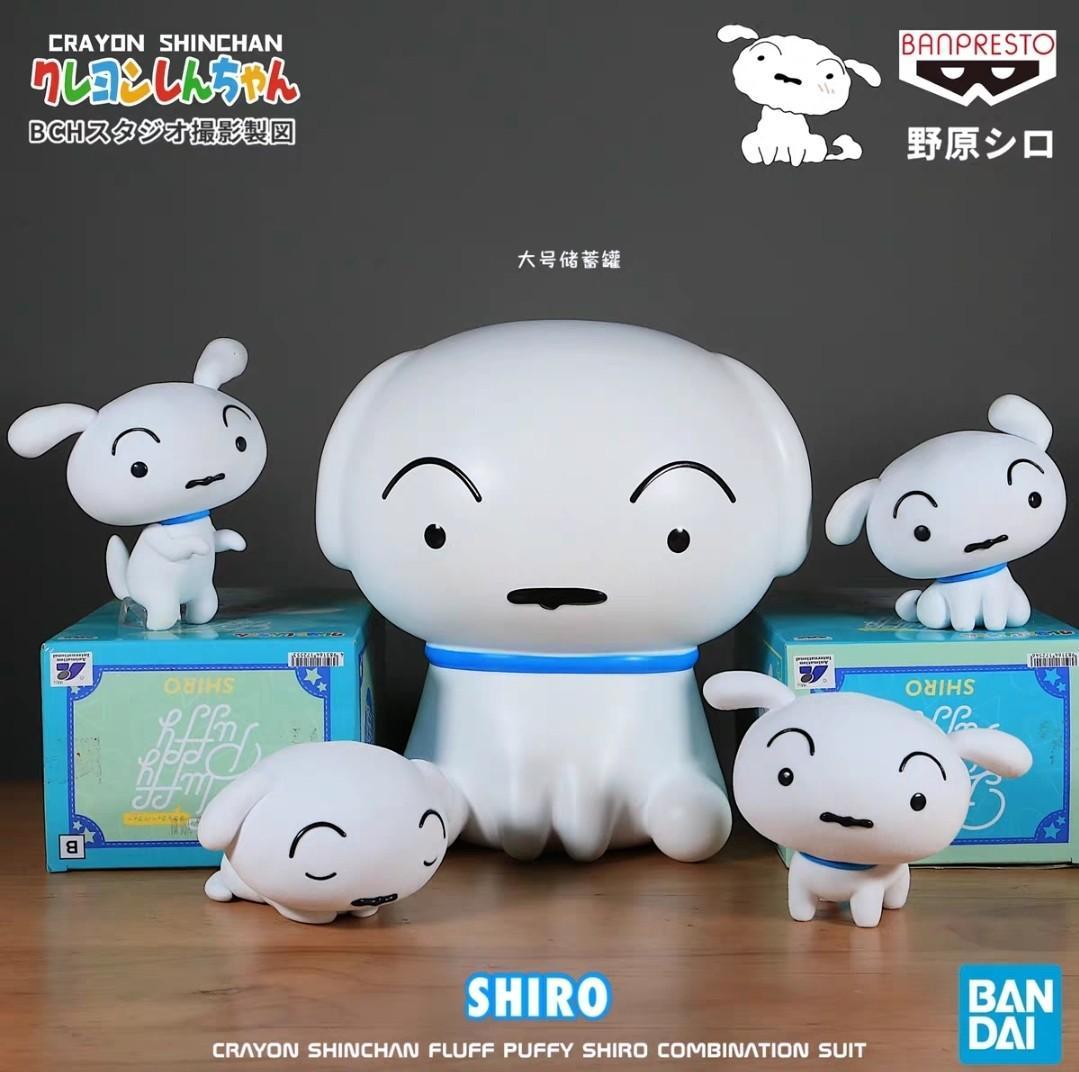 CRAYON SHINCHAN
クレヨンしんちゃん
BCHスタジオ撮影製図
BANPRESTO
野原シロ
大号储蓄罐
SHIRO
Fluffy
Puffy
B
SHIRO
SHIRO
CRAYON SHINCHAN FLUFF PUFFY SHIRO COMBINATION SUIT
BAN
DAI